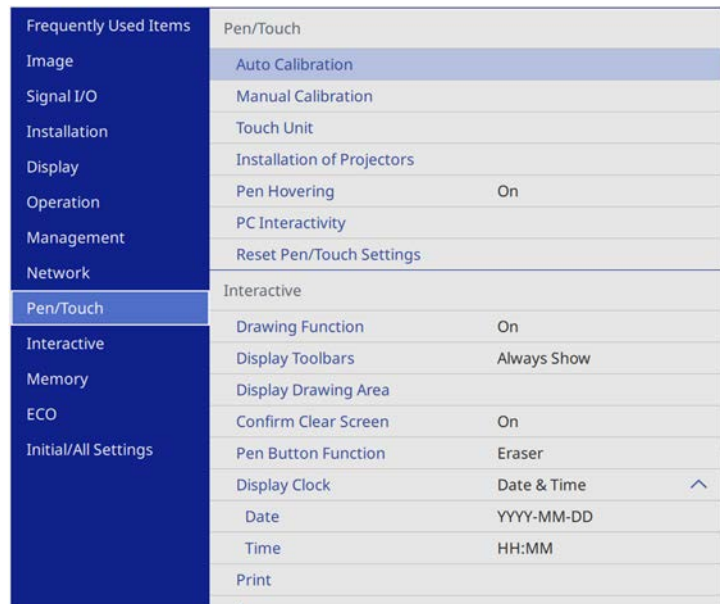 Frequently Used Items
Image
Signal I/O
Installation
Display
Operation
Management
Network
Pen/Touch
Interactive
Memory
ECO
Initial/All Settings
Pen/Touch
Auto Calibration
Manual Calibration
Touch Unit
Installation of Projectors
Pen Hovering On
PC Interactivity
Reset Pen/Touch Settings
Interactive
Drawing Function On
Display Toolbars Always Show
Display Drawing Area
Confirm Clear Screen On
Pen Button Function Eraser
Display Clock Date & Time
Date YYYY-MM-DD
Time HH:MM
Print